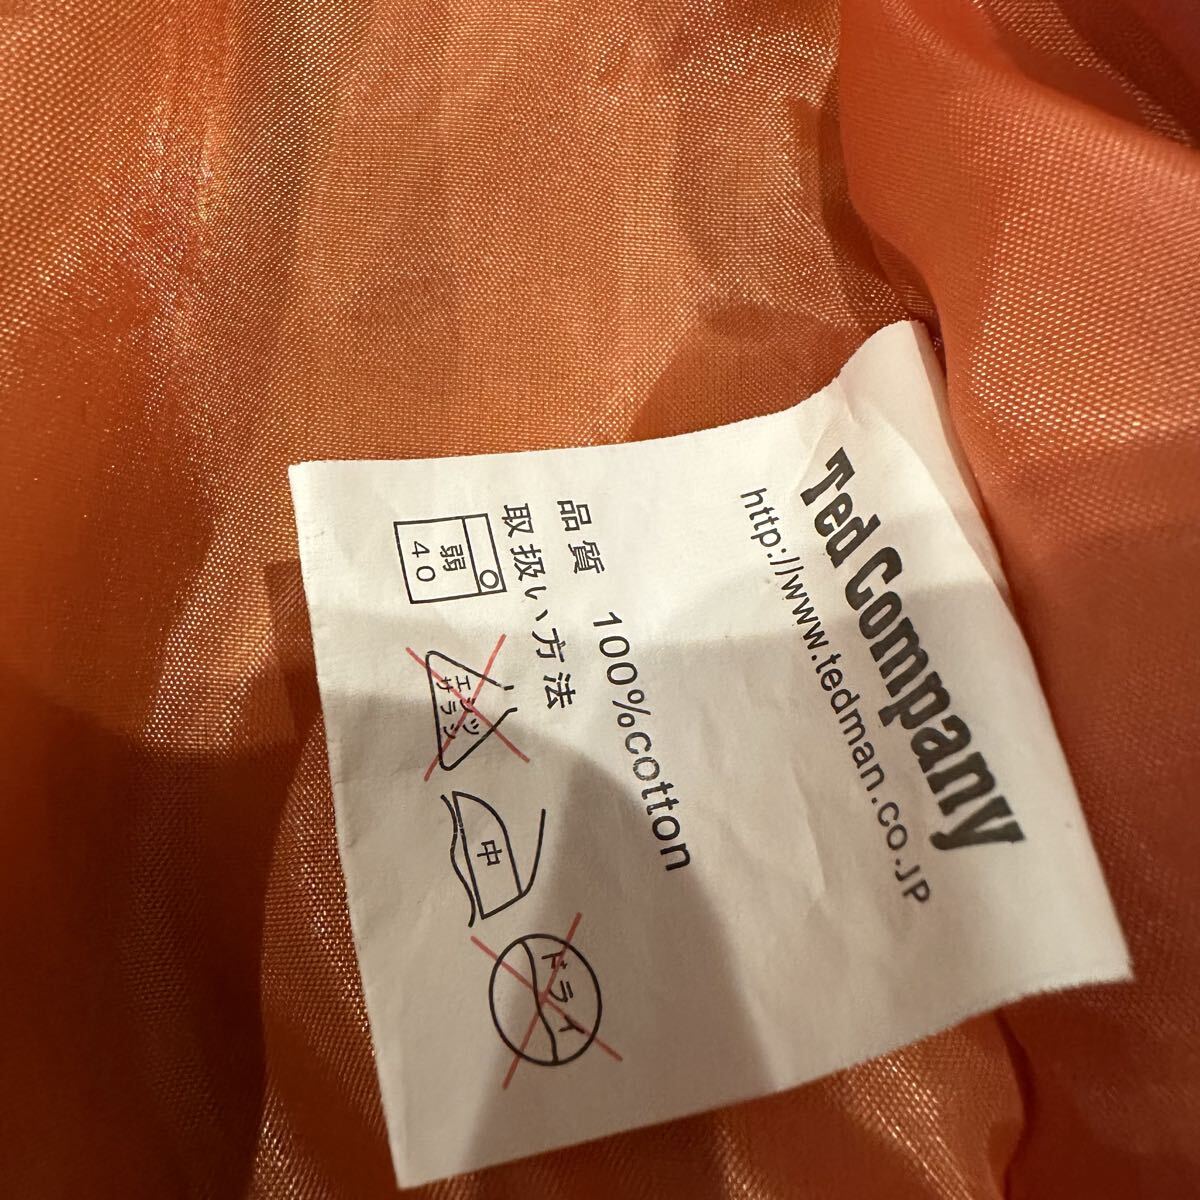 Ted Company
http://www.tedman.co.JP
品質 100%cotton
取扱い方法
弱
40
エンソ
サラシ
中
ドライ